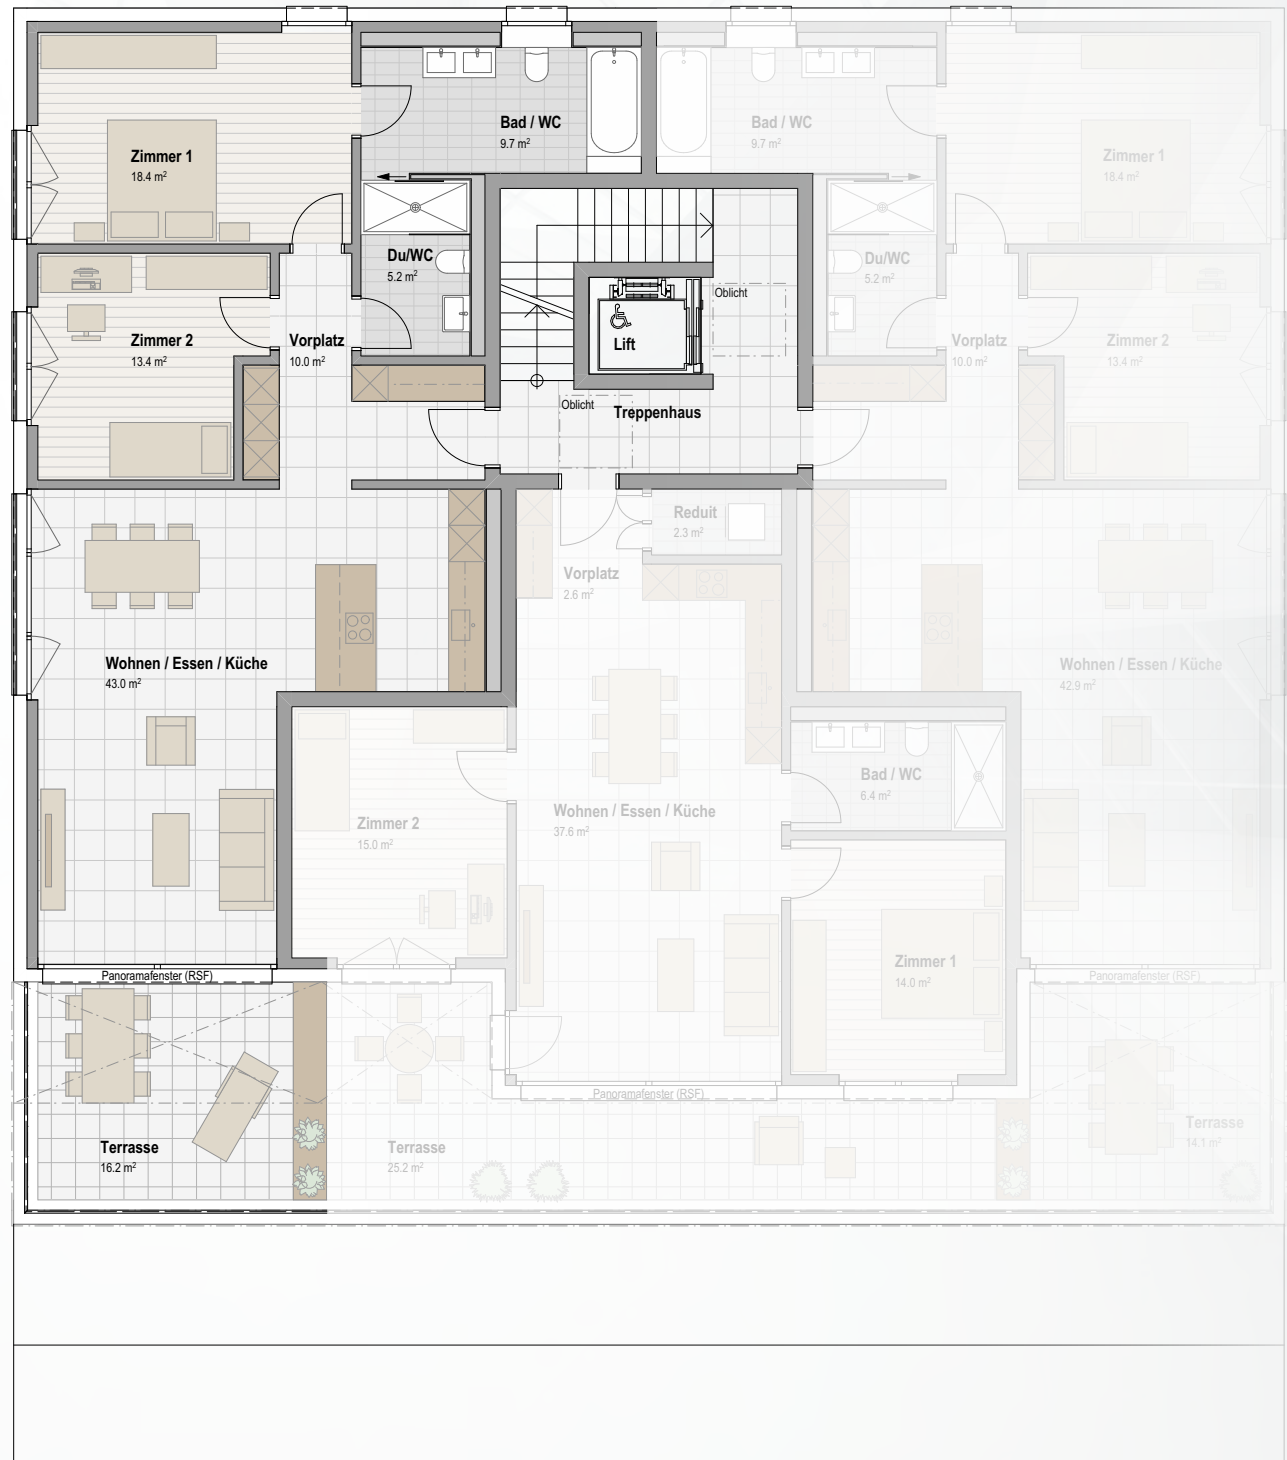 Bad / WC
9.7 m²
Bad / WC
9.7 m²
Zimmer 1
18.4 m²
Zimmer 1
18.4 m²
Du/WC
5.2 m²
Du/WC
5.2 m²
Oblicht
Zimmer 2
13.4 m²
Vorplatz
10.0 m²
Lift
Vorplatz
10.0 m²
Zimmer 2
13.4 m²
Oblicht
Treppenhaus
Reduit
2.3 m²
Vorplatz
2.6 m²
Wohnen / Essen / Küche
43.0 m²
Wohnen / Essen / Küche
42.9 m²
Bad / WC
6.4 m²
Zimmer 2
15.0 m²
Wohnen / Essen / Küche
37.6 m²
Zimmer 1
14.0 m²
Panoramafenster (RSF)
Panoramafenster (RSF)
Panoramafenster (RSF)
Terrasse
16.2 m²
Terrasse
25.2 m²
Terrasse
14.1 m²